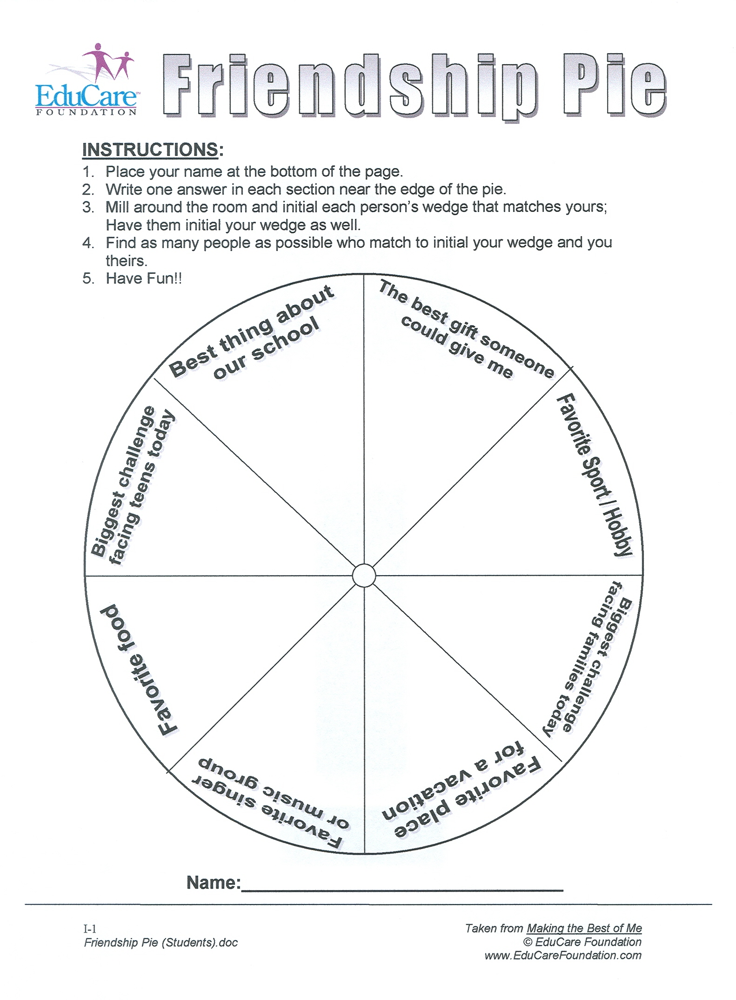 EduCare™
FOUNDATION
Friendship Pie
INSTRUCTIONS:
1. Place your name at the bottom of the page.
2. Write one answer in each section near the edge of the pie.
3. Mill around the room and initial each person's wedge that matches yours;
Have them initial your wedge as well.
4. Find as many people as possible who match to initial your wedge and you
theirs.
5. Have Fun!!
Best thing about
our school
The best gift someone
could give me
Favorite Sport / Hobby
Biggest challenge
facing families today
Favorite place
for a vacation
Favorite singer
or music group
Favorite food
Biggest challenge
facing teens today
Name:
I-1
Friendship Pie (Students).doc
Taken from Making the Best of Me
© EduCare Foundation
www.EduCareFoundation.com